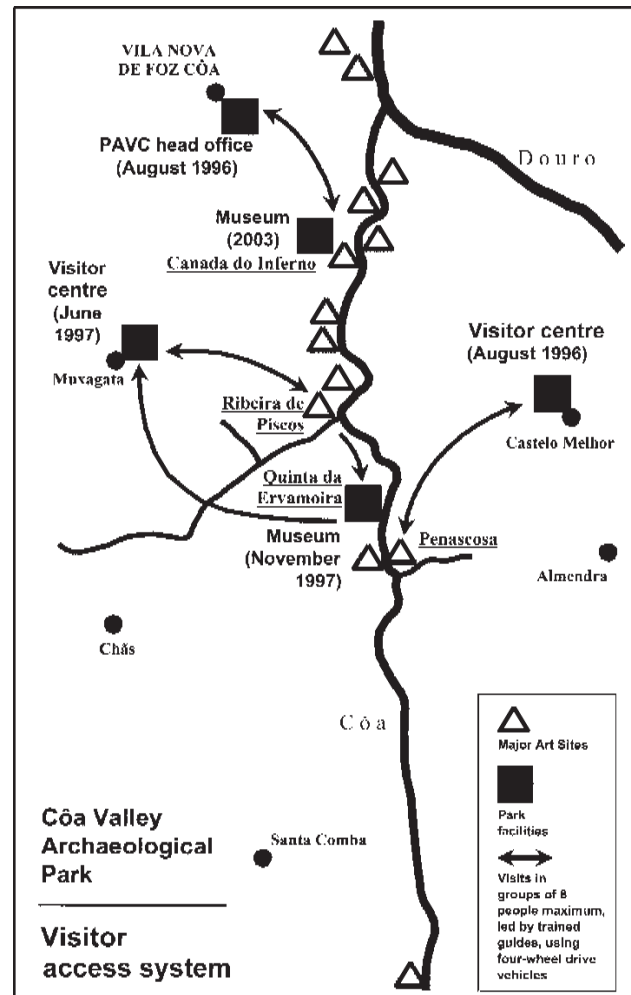 VILA NOVA
DE FOZ CÔA
PAVC head office
(August 1996)
Douro
Museum
(2003)
Canada do Inferno
Visitor
centre
(June
1997)
Muxagata
Visitor centre
(August 1996)
Castelo Melhor
Ribeira de
Piscos
Quinta da
Ervamoira
Museum
(November
1997)
Penascosa
Almendra
Chãs
Côa
Santa Comba
Côa Valley
Archaeological
Park
Visitor
access system
Major Art Sites
Park
facilities
Visits in
groups of 8
people maximum,
led by trained
guides, using
four-wheel drive
vehicles